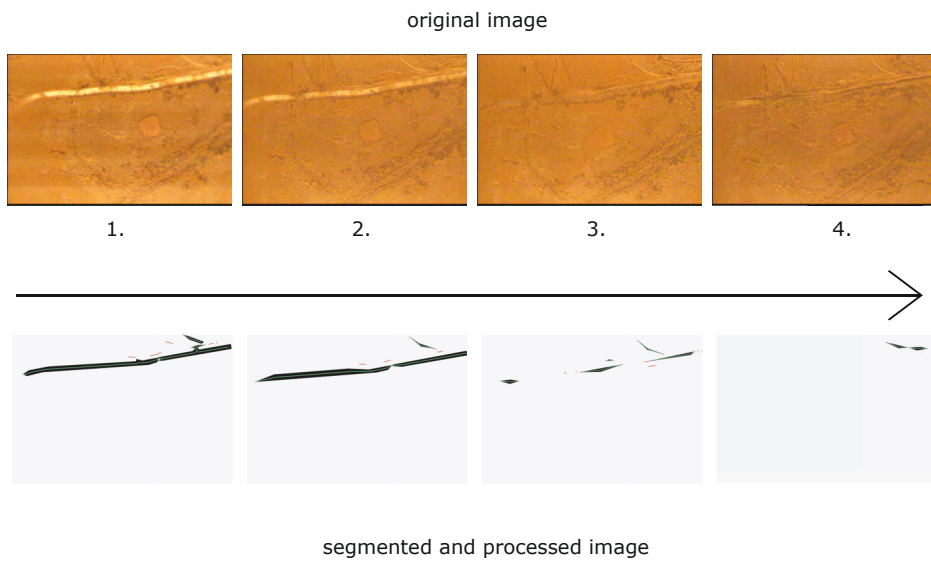 original image
1.
2.
3.
4.
segmented and processed image